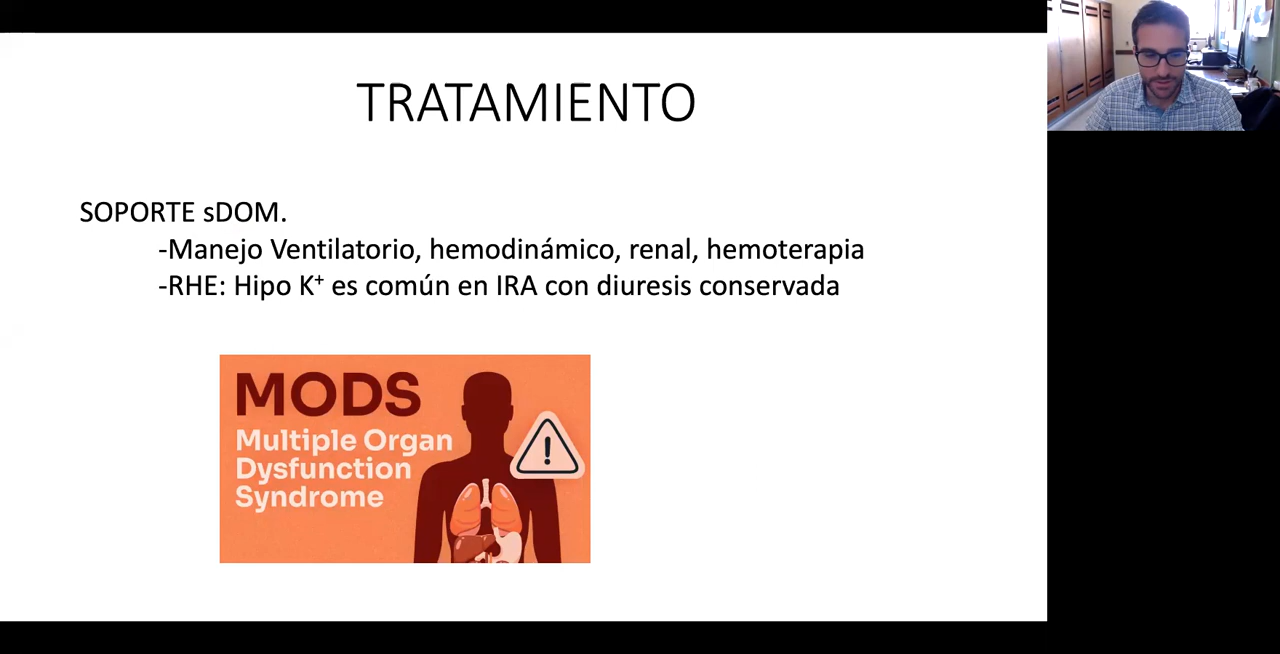 TRATAMIENTO
SOPORTE sDOM.
-Manejo Ventilatorio, hemodinámico, renal, hemoterapia
-RHE: Hipo K⁺ es común en IRA con diuresis conservada
MODS
Multiple Organ
Dysfunction
Syndrome
!